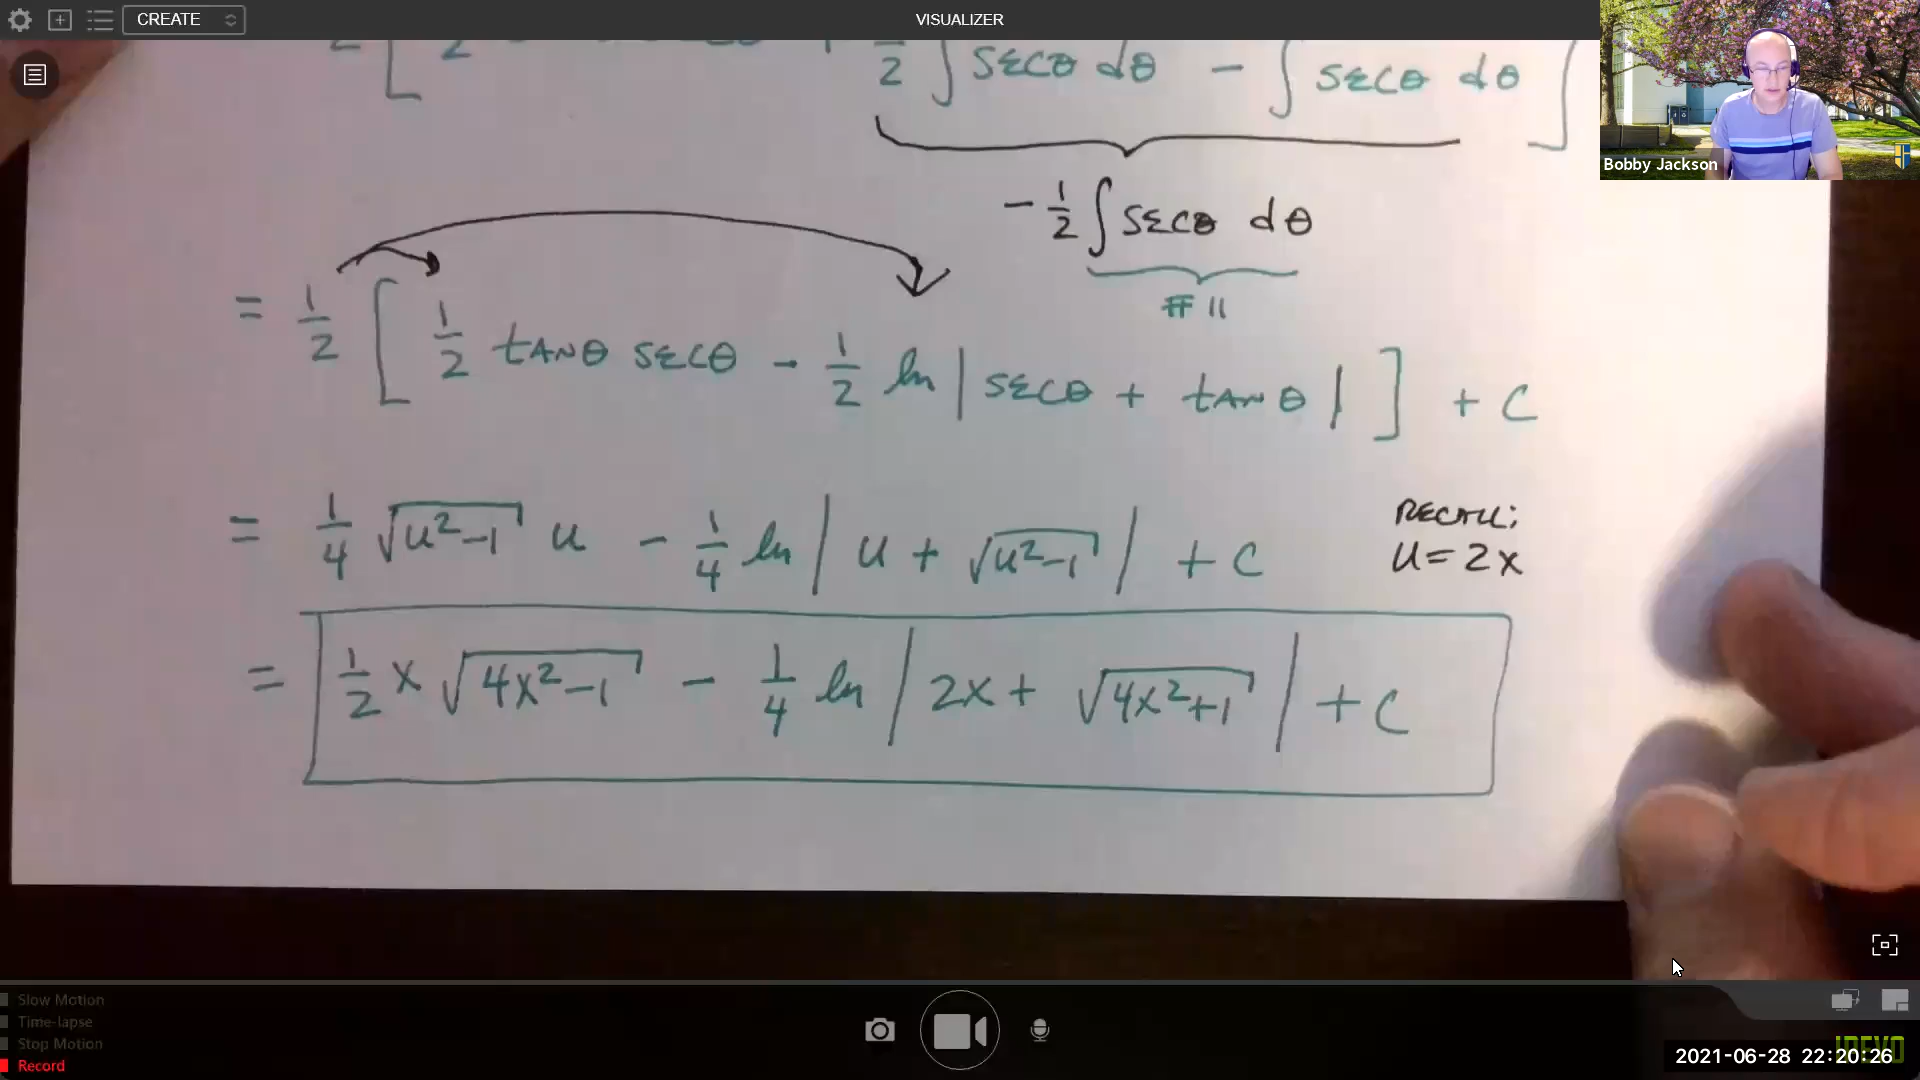 CREATE
VISUALIZER
Bobby Jackson
1/2 ∫ secθ dθ - ∫ secθ dθ ]
- 1/2 ∫ secθ dθ
#11
= 1/2 [ 1/2 tanθ secθ - 1/2 ln | secθ + tanθ | ] + C
= 1/4 √(u²-1) u - 1/4 ln | u + √(u²-1) | + C
RECALL:
u = 2x
= 1/2 x √(4x²-1) - 1/4 ln | 2x + √(4x²+1) | + C
Slow Motion
Time-lapse
Stop Motion
Record
2021-06-28 22:20:26